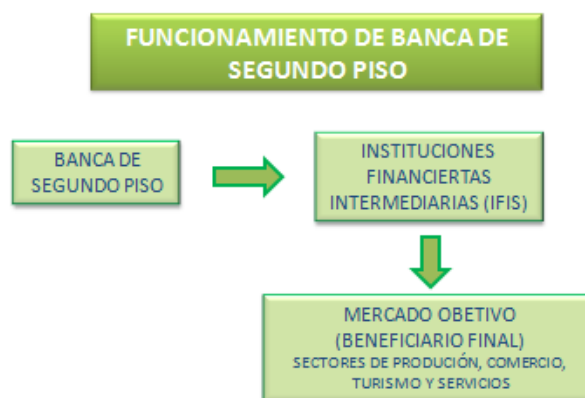 FUNCIONAMIENTO DE BANCA DE
SEGUNDO PISO
BANCA DE
SEGUNDO PISO
INSTITUCIONES
FINANCIERTAS
INTERMEDIARIAS (IFIS)
MERCADO OBETIVO
(BENEFICIARIO FINAL)
SECTORES DE PRODUCIÓN, COMERCIO,
TURISMO Y SERVICIOS